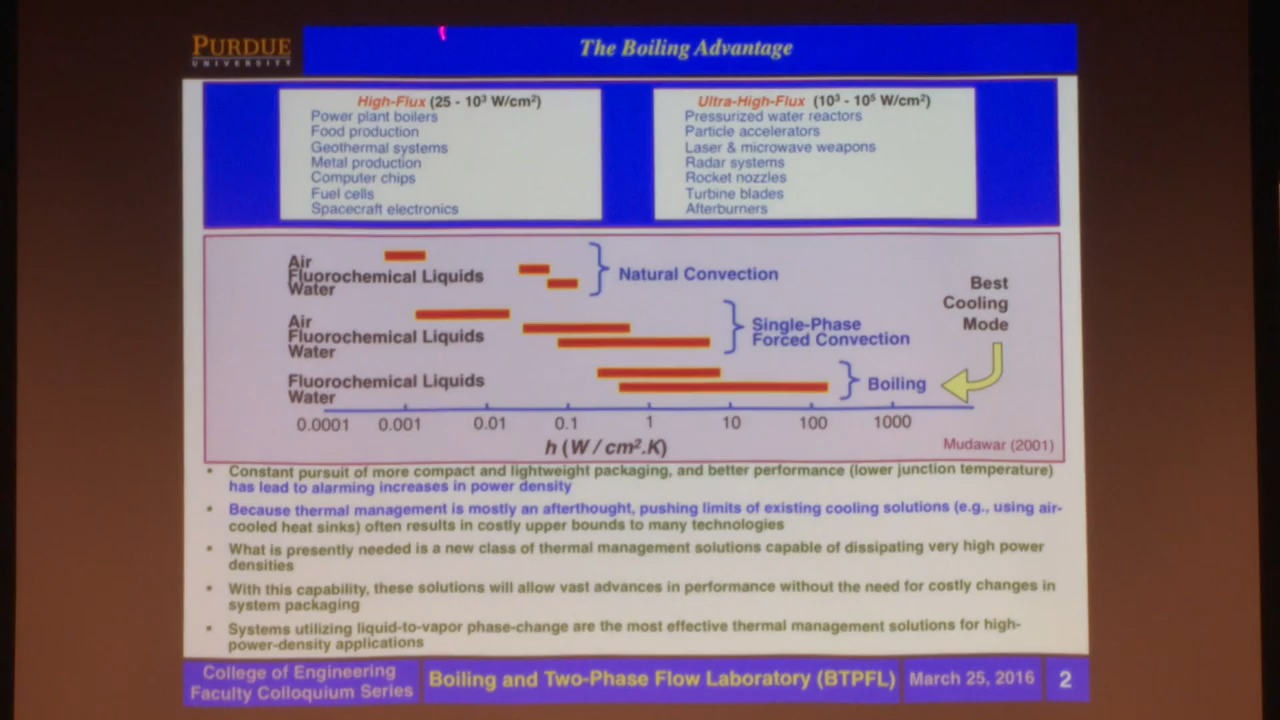 PURDUE
UNIVERSITY
The Boiling Advantage
High-Flux (25 - 10³ W/cm²)
Power plant boilers
Food production
Geothermal systems
Metal production
Computer chips
Fuel cells
Spacecraft electronics
Ultra-High-Flux (10³ - 10⁵ W/cm²)
Pressurized water reactors
Particle accelerators
Laser & microwave weapons
Radar systems
Rocket nozzles
Turbine blades
Afterburners
Air
Fluorochemical Liquids
Water
Natural Convection
Air
Fluorochemical Liquids
Water
Single-Phase
Forced Convection
Fluorochemical Liquids
Water
Boiling
Best
Cooling
Mode
0.0001 0.001 0.01 0.1 1 10 100 1000
h (W / cm².K)
Mudawar (2001)
• Constant pursuit of more compact and lightweight packaging, and better performance (lower junction temperature)
has lead to alarming increases in power density
• Because thermal management is mostly an afterthought, pushing limits of existing cooling solutions (e.g., using air-
cooled heat sinks) often results in costly upper bounds to many technologies
• What is presently needed is a new class of thermal management solutions capable of dissipating very high power
densities
• With this capability, these solutions will allow vast advances in performance without the need for costly changes in
system packaging
• Systems utilizing liquid-to-vapor phase-change are the most effective thermal management solutions for high-
power-density applications
College of Engineering
Faculty Colloquium Series
Boiling and Two-Phase Flow Laboratory (BTPFL)
March 25, 2016
2